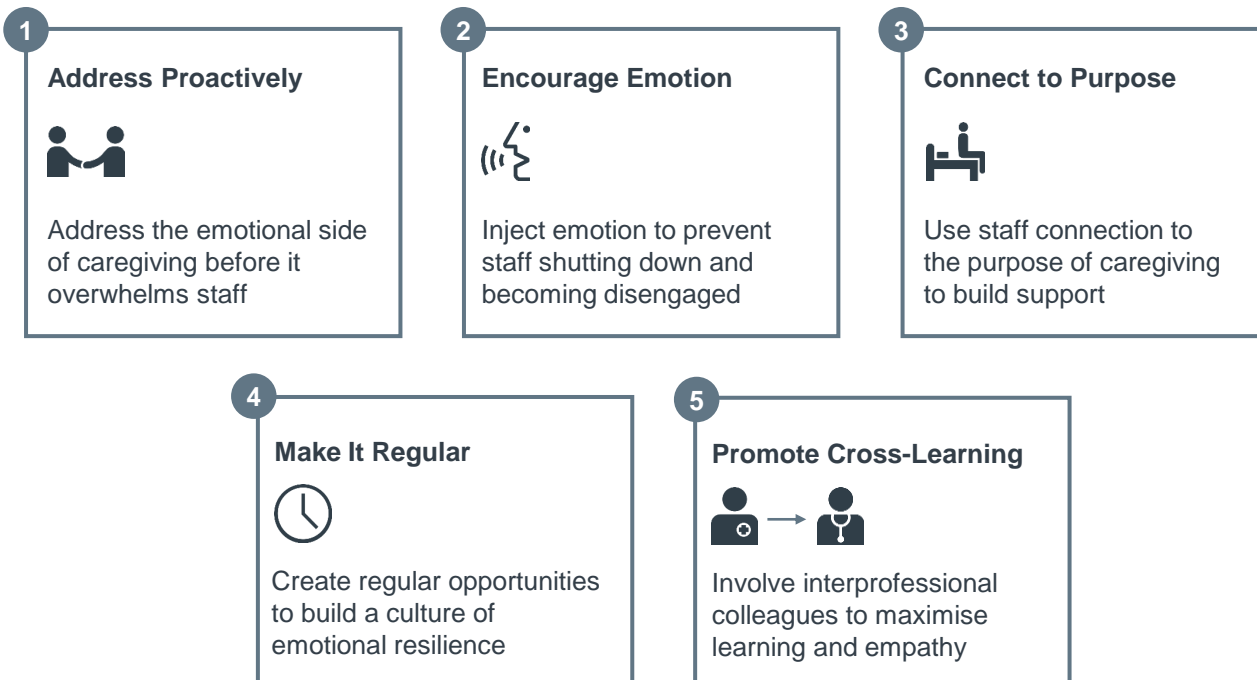 1
Address Proactively
Address the emotional side
of caregiving before it
overwhelms staff
2
Encourage Emotion
Inject emotion to prevent
staff shutting down and
becoming disengaged
3
Connect to Purpose
Use staff connection to
the purpose of caregiving
to build support
4
Make It Regular
Create regular opportunities
to build a culture of
emotional resilience
5
Promote Cross-Learning
Involve interprofessional
colleagues to maximise
learning and empathy